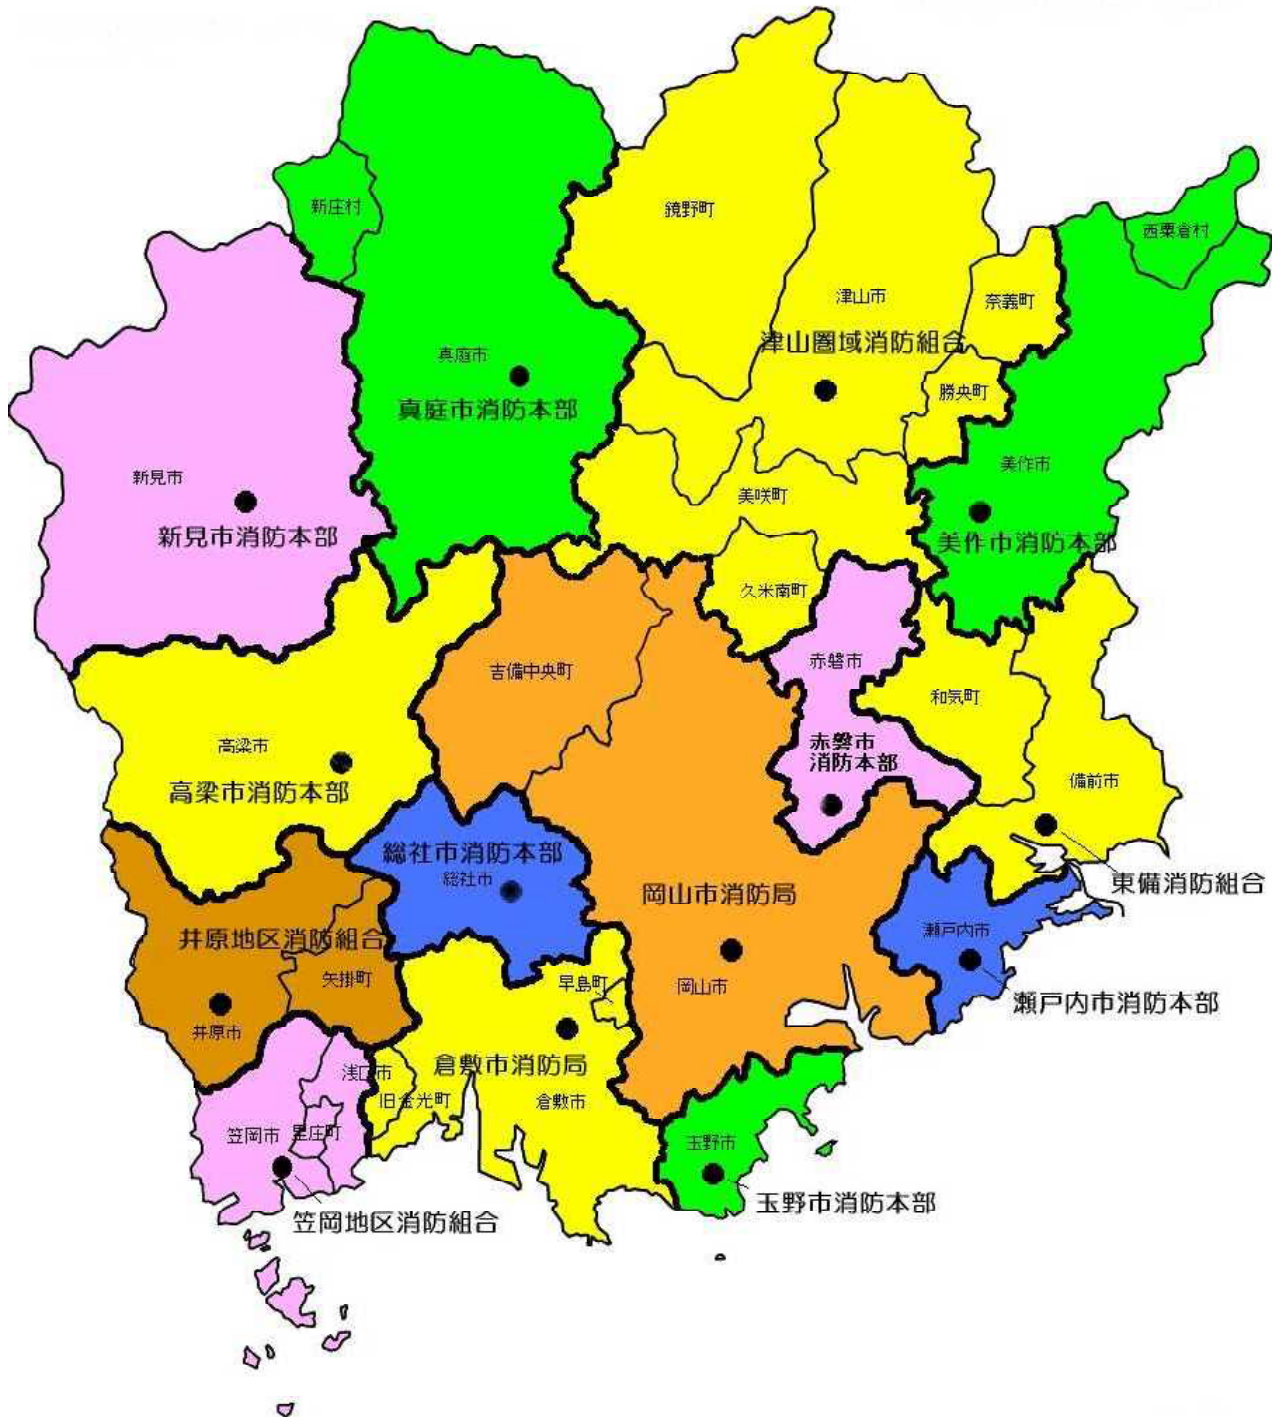 新庄村
鏡野町
西粟倉村
津山市
奈義町
津山圏域消防組合
真庭市
真庭市消防本部
勝央町
新見市
新見市消防本部
美咲町
美作市
美作市消防本部
久米南町
吉備中央町
赤磐市
和気町
高梁市
高梁市消防本部
赤磐市
消防本部
備前市
総社市消防本部
総社市
岡山市消防局
東備消防組合
井原地区消防組合
瀬戸内市
矢掛町
早島町
岡山市
瀬戸内市消防本部
井原市
倉敷市消防局
浅口市
旧金光町
倉敷市
笠岡市
里庄町
玉野市
玉野市消防本部
笠岡地区消防組合